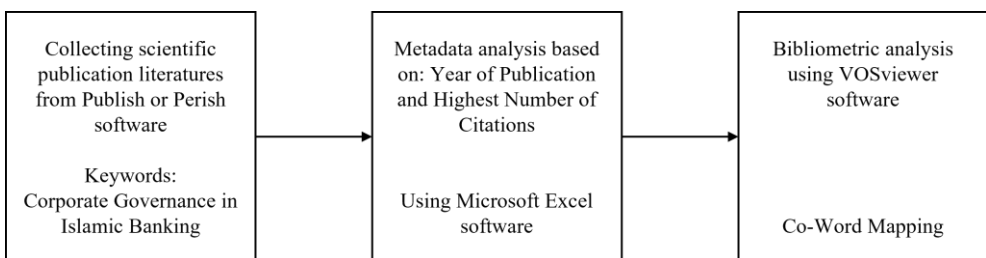 Collecting scientific
publication literatures
from Publish or Perish
software
Keywords:
Corporate Governance in
Islamic Banking
Metadata analysis based
on: Year of Publication
and Highest Number of
Citations
Using Microsoft Excel
software
Bibliometric analysis
using VOSviewer
software
Co-Word Mapping